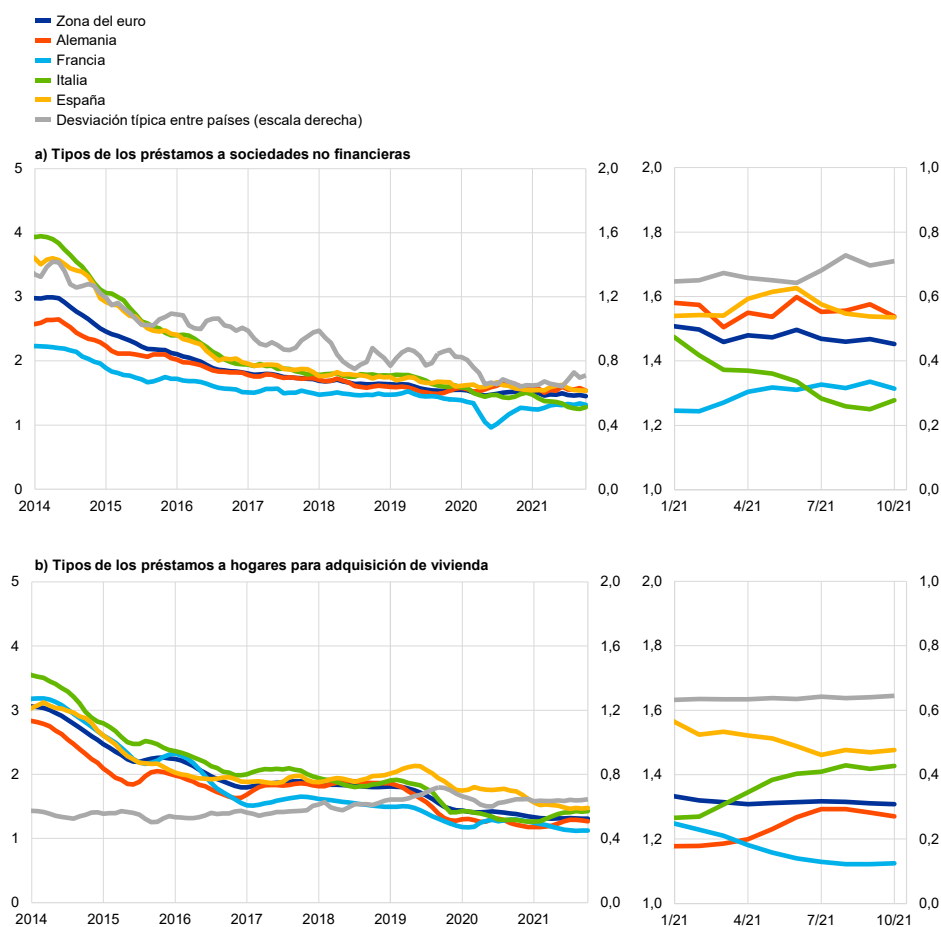 Zona del euro
Alemania
Francia
Italia
España
Desviación típica entre países (escala derecha)
a) Tipos de los préstamos a sociedades no financieras
5 2,0 2,0 1,0
4 1,6 1,8 0,8
3 1,2 1,6 0,6
2 0,8 1,4 0,4
1 0,4 1,2 0,2
0 0,0 1,0 0,0
2014 2015 2016 2017 2018 2019 2020 2021 1/21 4/21 7/21 10/21
b) Tipos de los préstamos a hogares para adquisición de vivienda
5 2,0 2,0 1,0
4 1,6 1,8 0,8
3 1,2 1,6 0,6
2 0,8 1,4 0,4
1 0,4 1,2 0,2
0 0,0 1,0 0,0
2014 2015 2016 2017 2018 2019 2020 2021 1/21 4/21 7/21 10/21